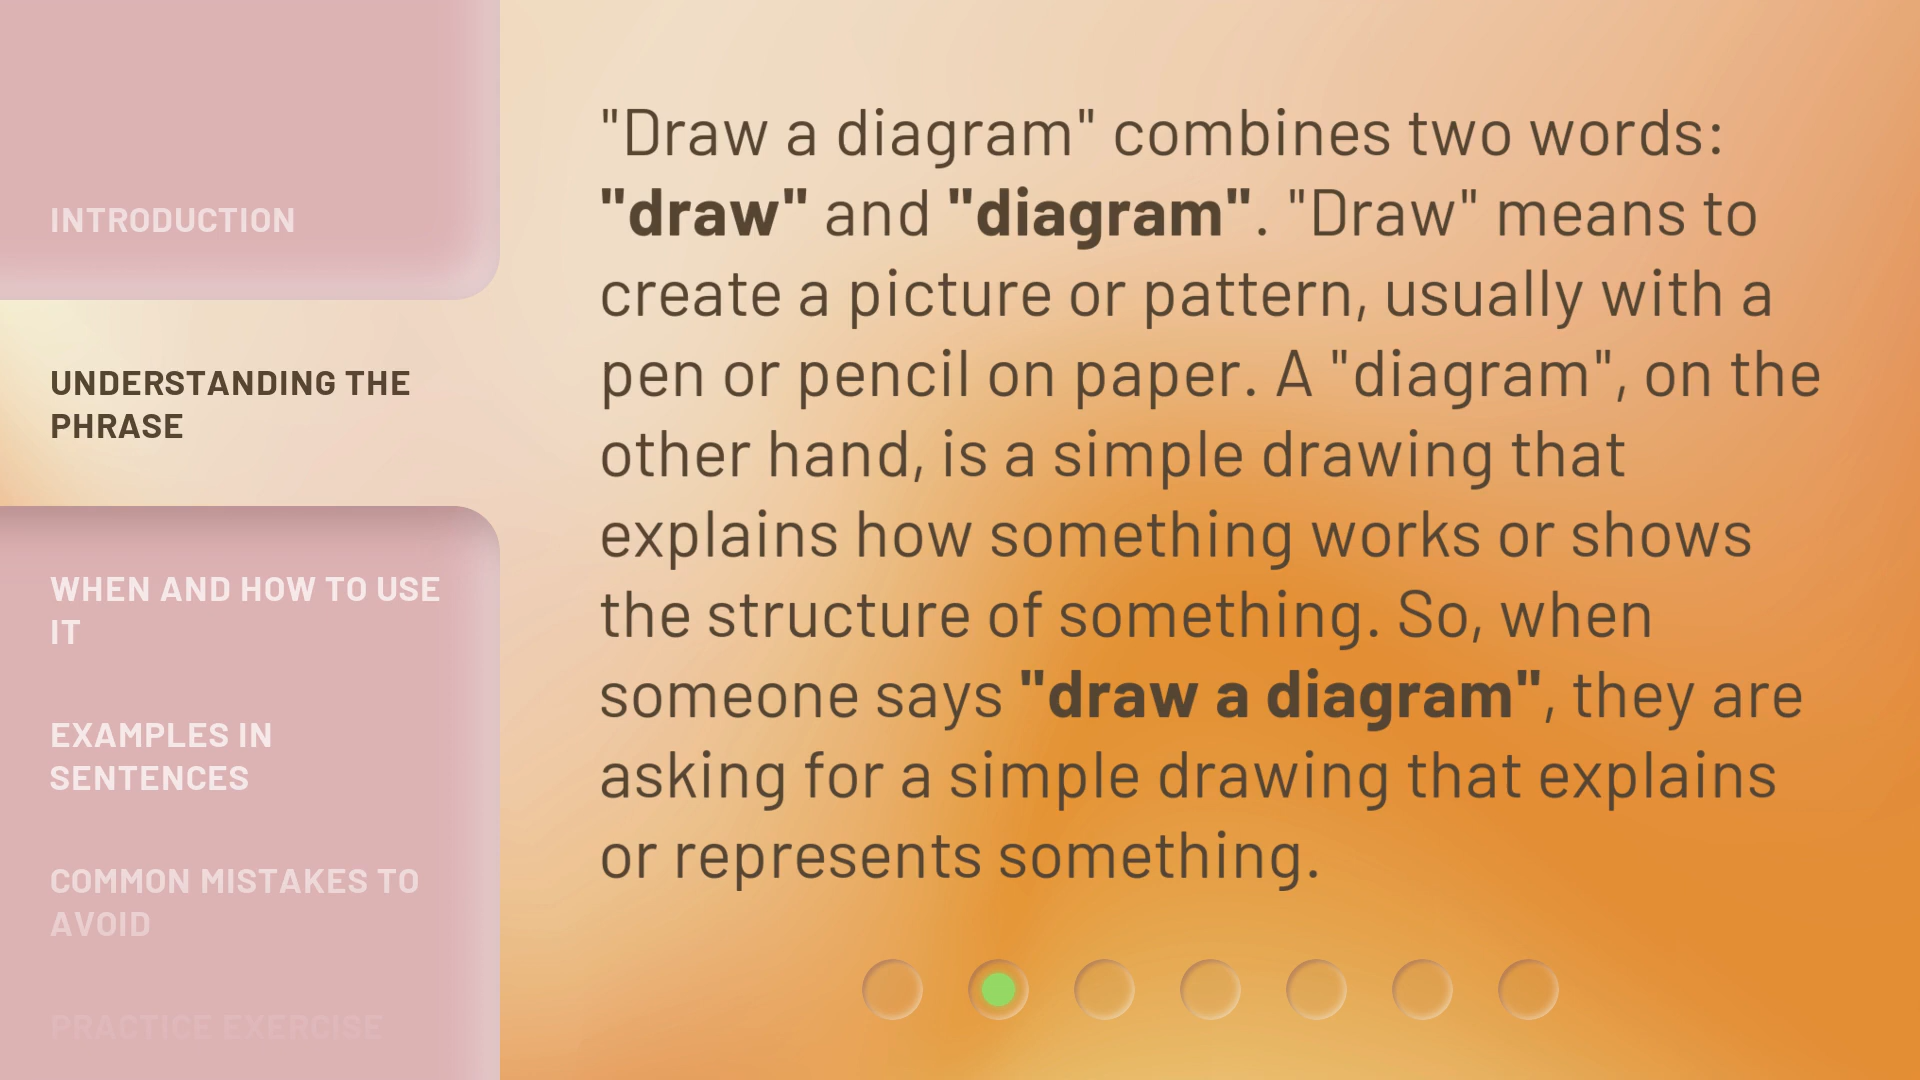 INTRODUCTION
UNDERSTANDING THE
PHRASE
WHEN AND HOW TO USE
IT
EXAMPLES IN
SENTENCES
COMMON MISTAKES TO
AVOID
PRACTICE EXERCISE
"Draw a diagram" combines two words:
"draw" and "diagram". "Draw" means to
create a picture or pattern, usually with a
pen or pencil on paper. A "diagram", on the
other hand, is a simple drawing that
explains how something works or shows
the structure of something. So, when
someone says "draw a diagram", they are
asking for a simple drawing that explains
or represents something.